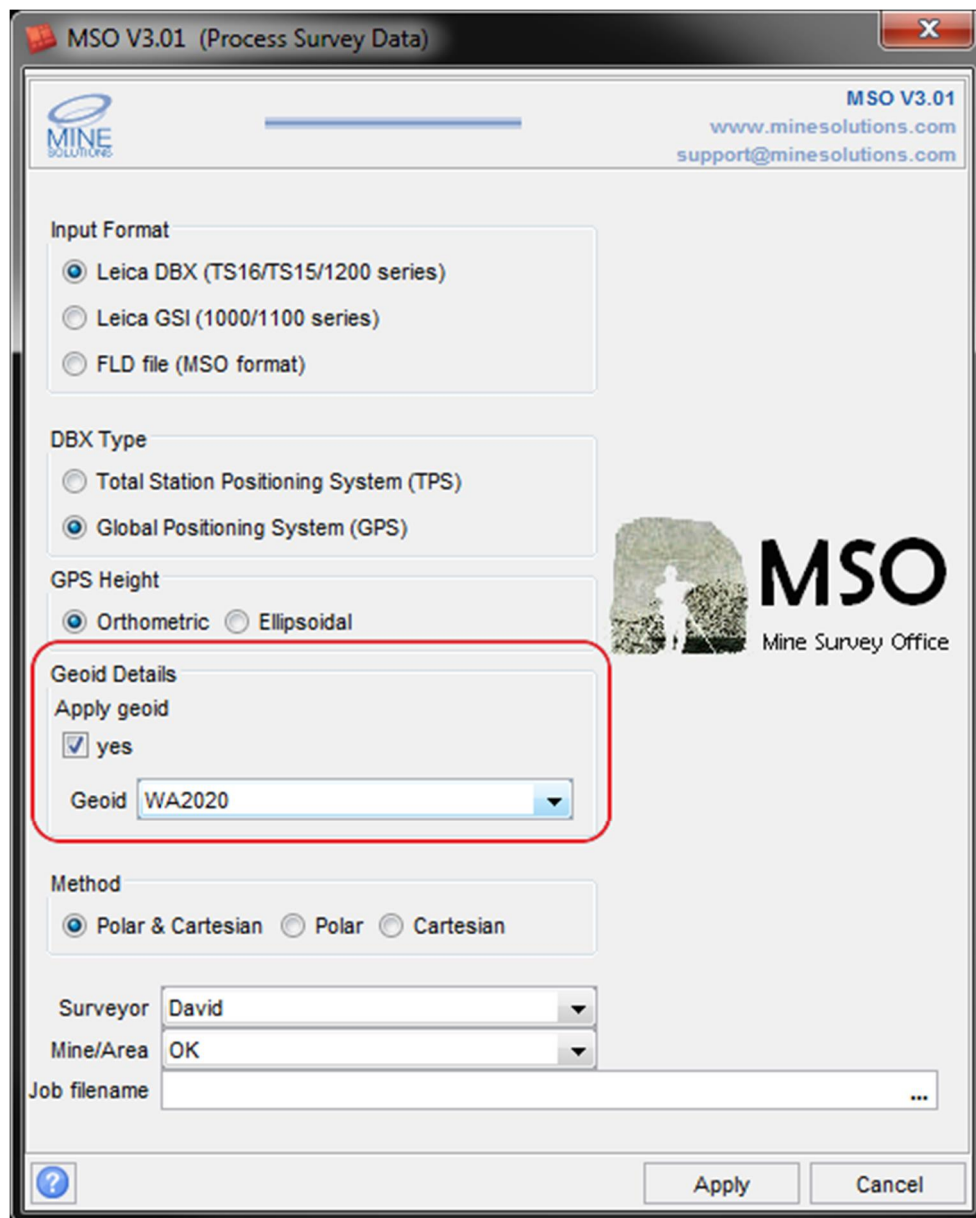 MSO V3.01 (Process Survey Data)
MINE
SOLUTIONS
MSO V3.01
www.minesolutions.com
support@minesolutions.com
Input Format
Leica DBX (TS16/TS15/1200 series)
Leica GSI (1000/1100 series)
FLD file (MSO format)
DBX Type
Total Station Positioning System (TPS)
Global Positioning System (GPS)
GPS Height
Orthometric Ellipsoidal
MSO
Mine Survey Office
Geoid Details
Apply geoid
yes
Geoid WA2020
Method
Polar & Cartesian Polar Cartesian
Surveyor David
Mine/Area OK
Job filename ...
? Apply Cancel